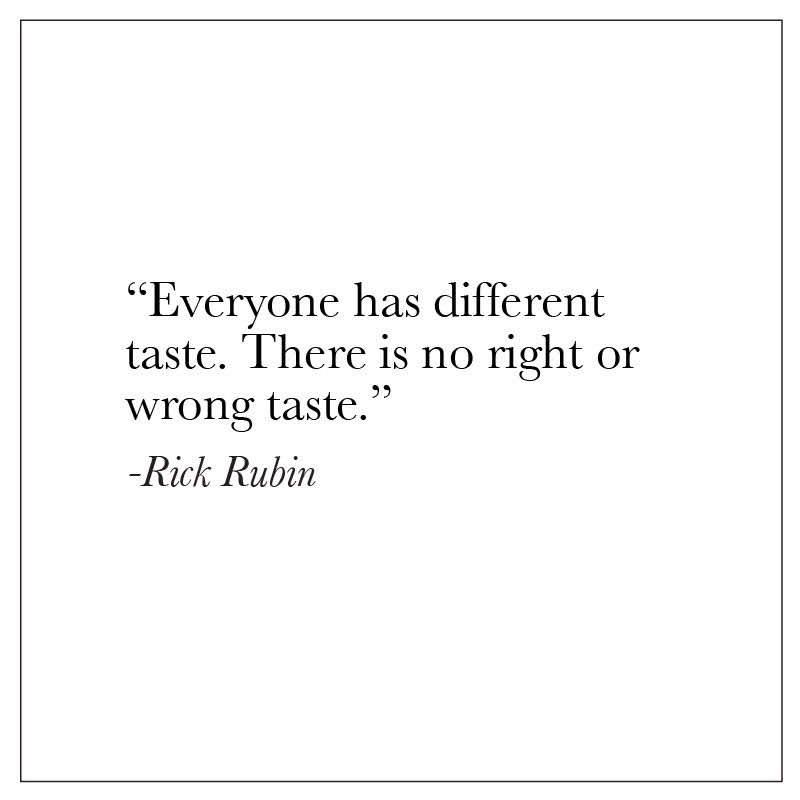 “Everyone has different
taste. There is no right or
wrong taste.”
-Rick Rubin